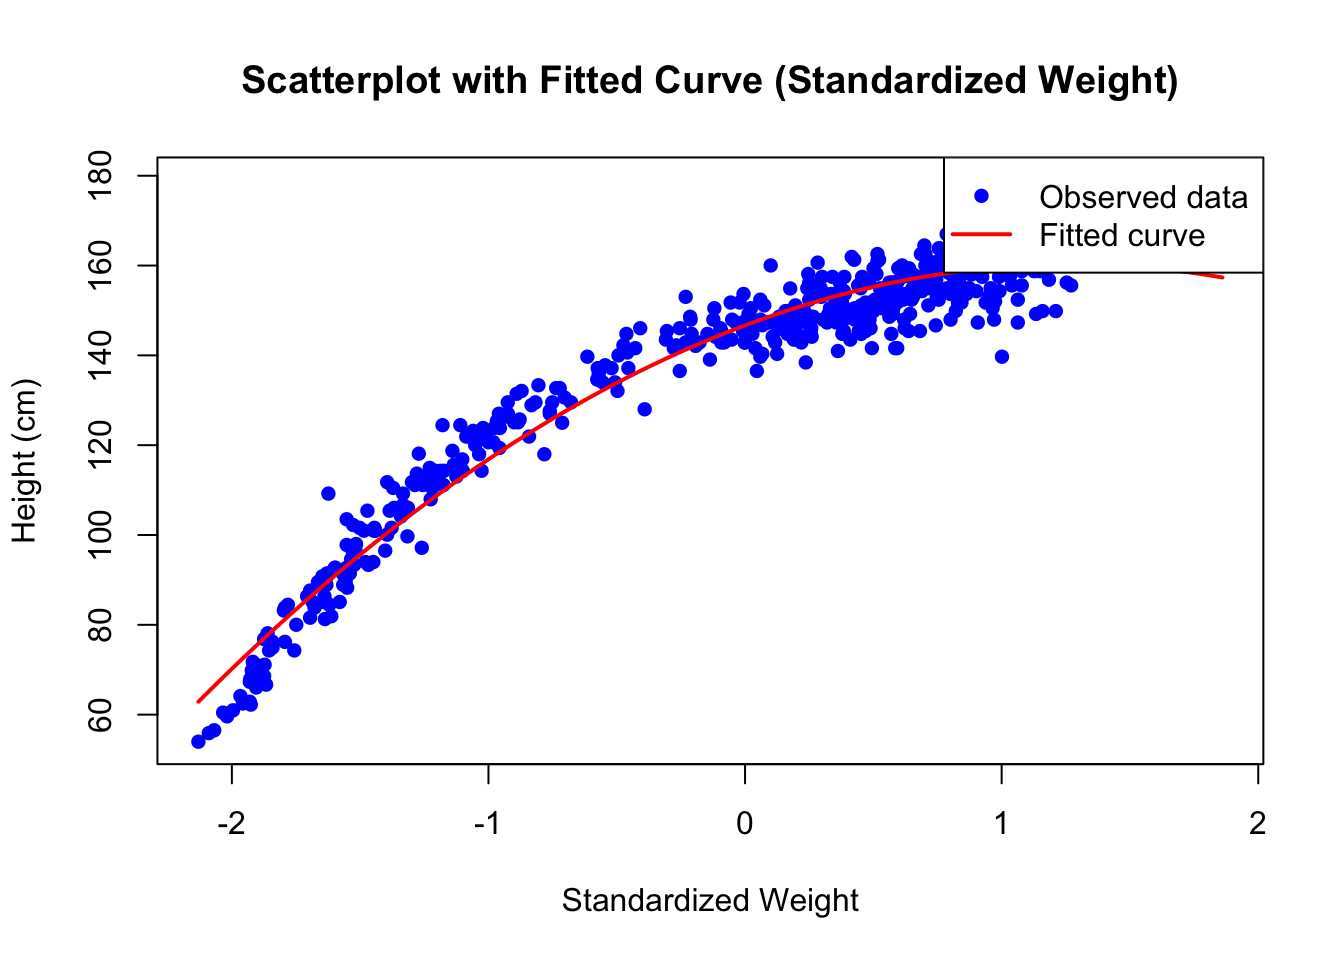 Scatterplot with Fitted Curve (Standardized Weight)
Height (cm)
180
160
140
120
100
80
60
Observed data
Fitted curve
-2
-1
0
1
2
Standardized Weight